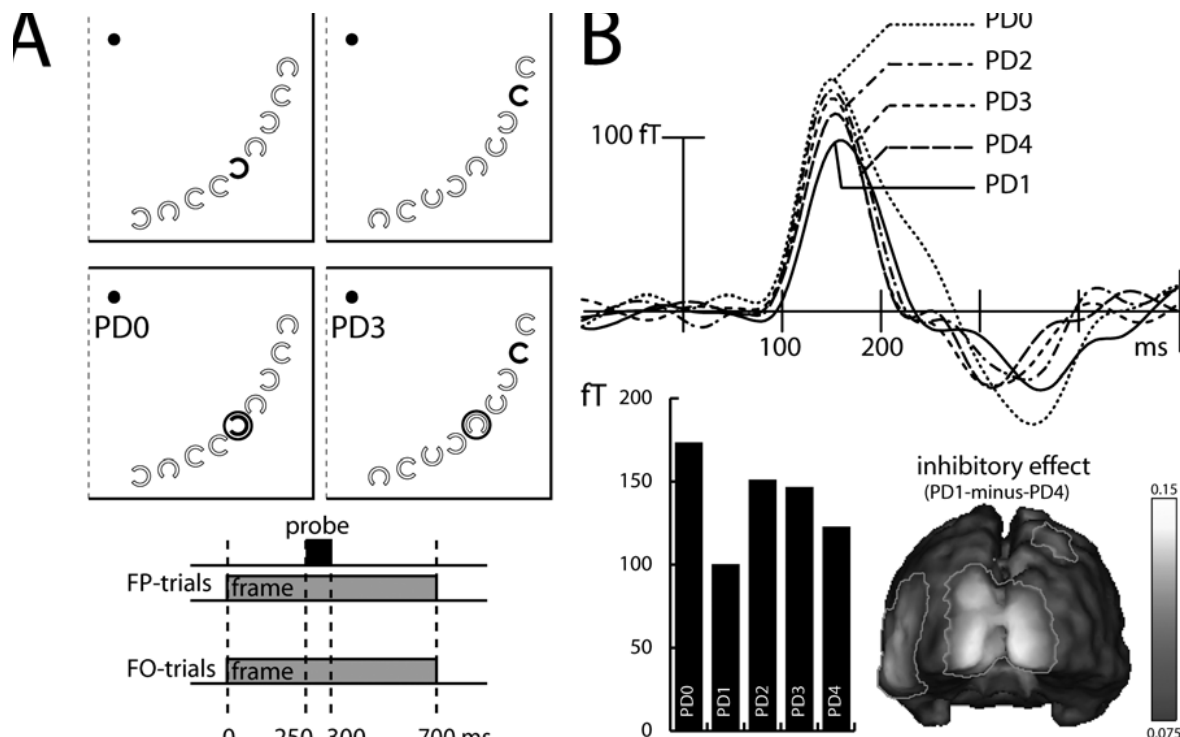 A
PD0
PD3
probe
FP-trials
frame
FO-trials
frame
0
250
300
700 ms
B
PD0
PD2
PD3
PD4
PD1
100 fT
100
200
ms
fT
200
150
100
50
0
PD0
PD1
PD2
PD3
PD4
inhibitory effect
(PD1-minus-PD4)
0.15
0.075